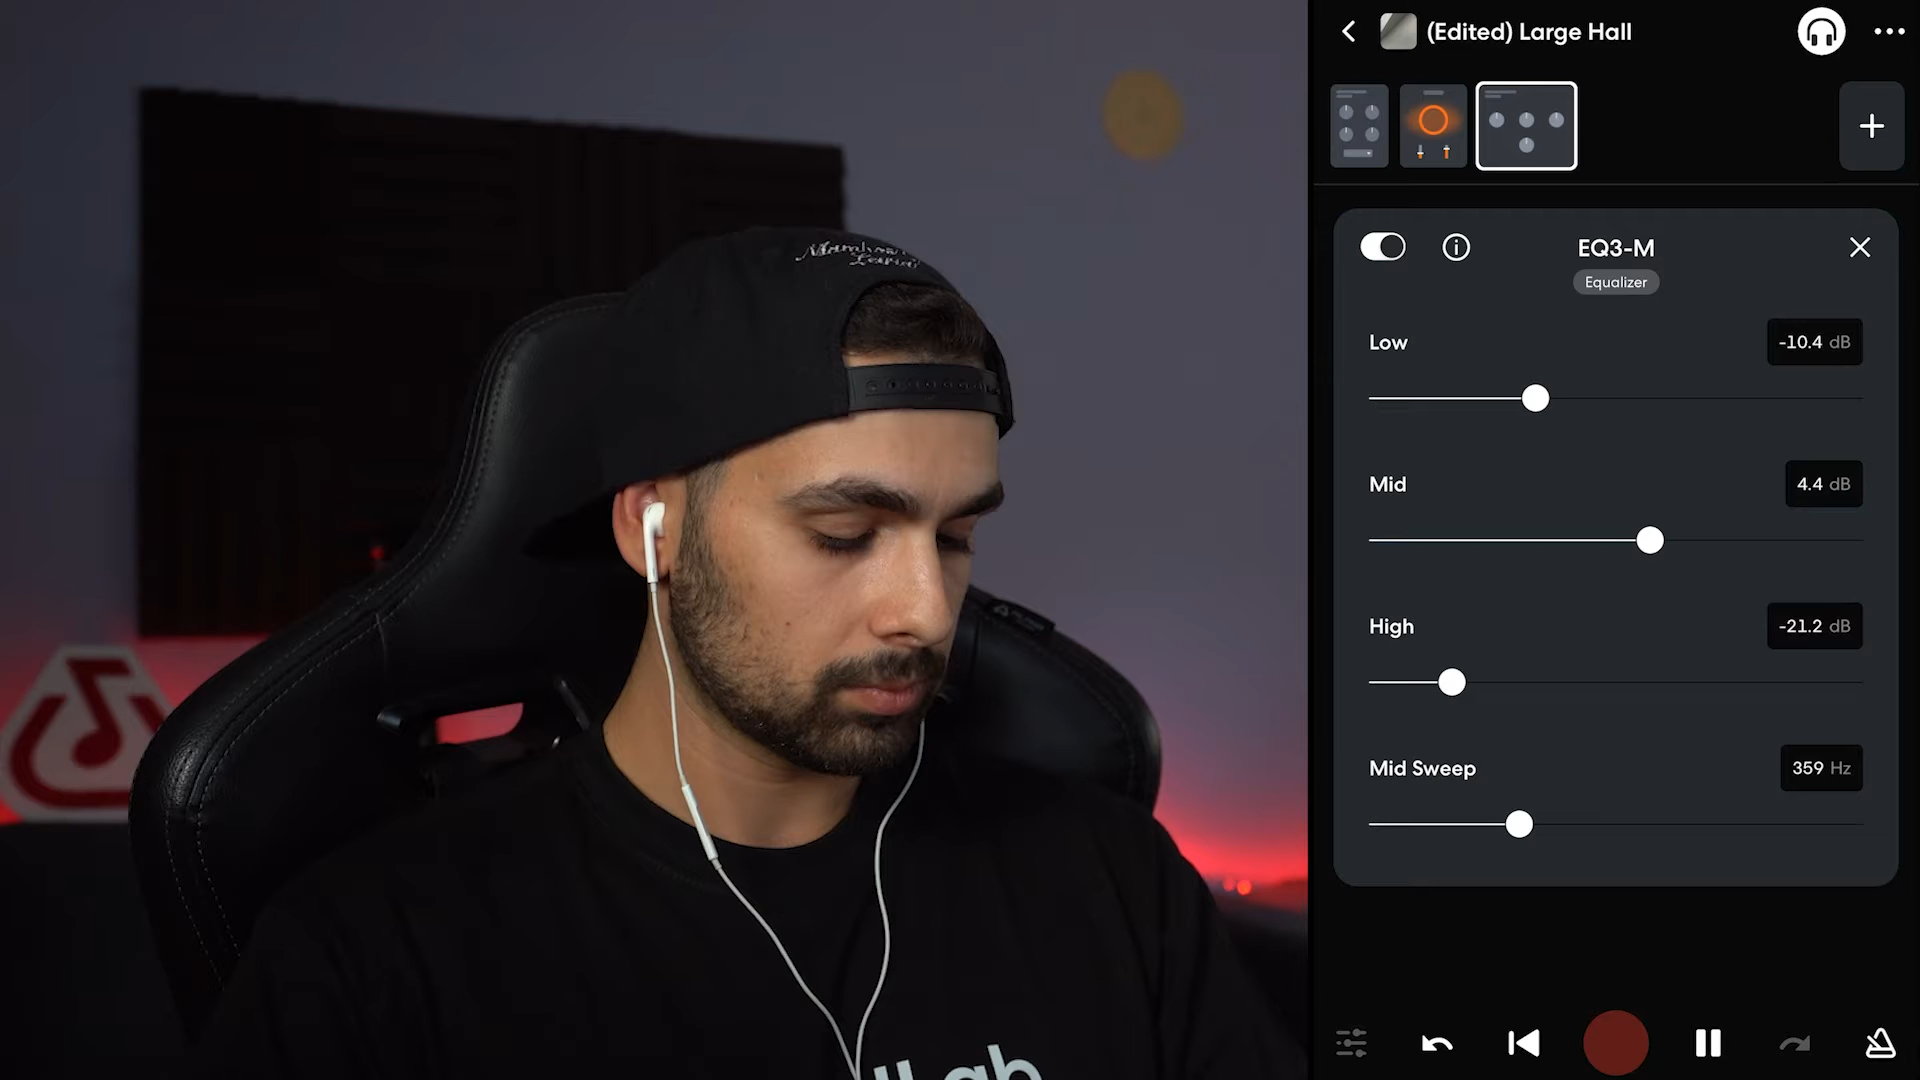 (Edited) Large Hall
EQ3-M
Equalizer
Low
-10.4 dB
Mid
4.4 dB
High
-21.2 dB
Mid Sweep
359 Hz